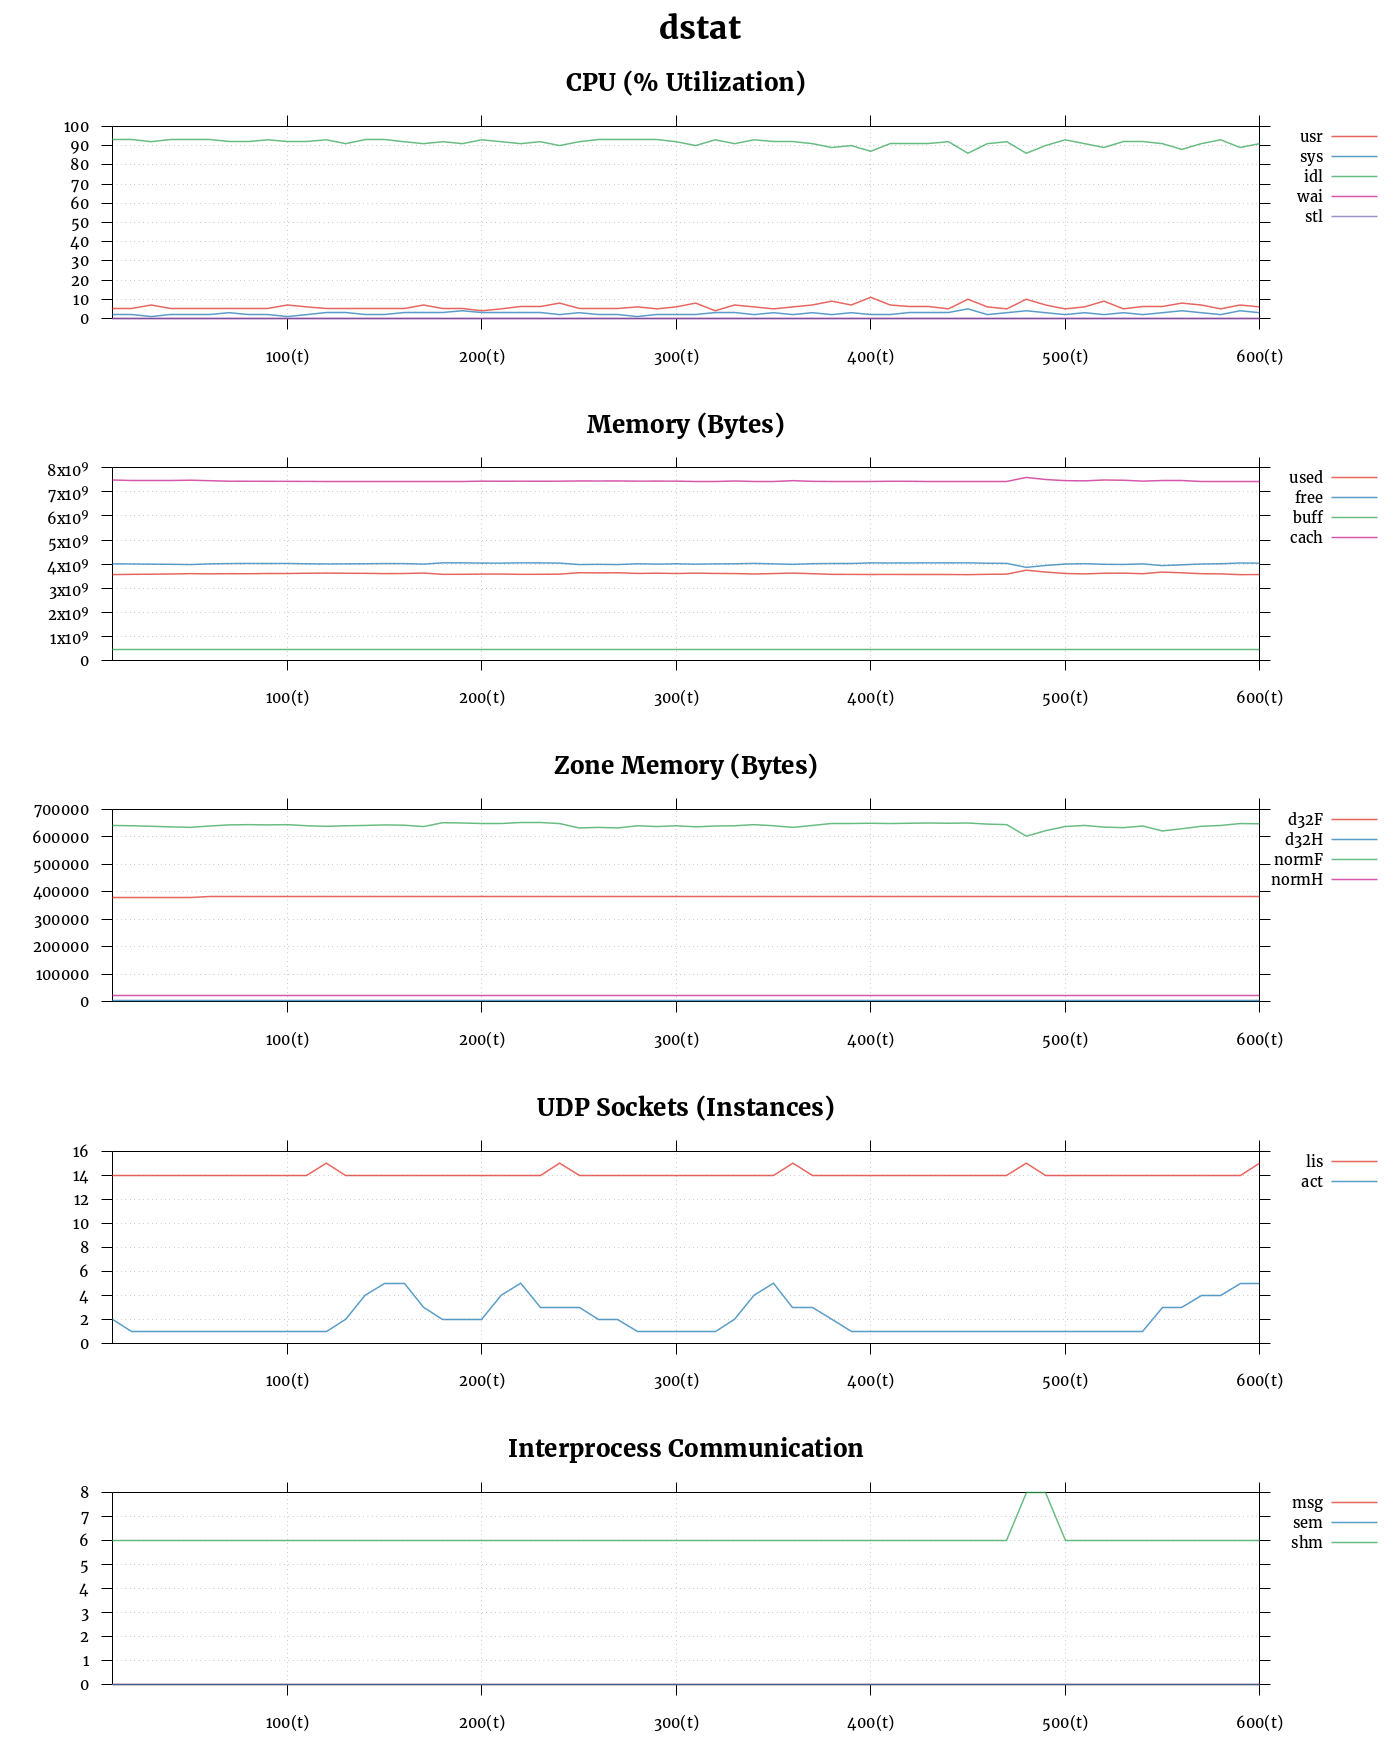 dstat
CPU (% Utilization)
100
90
80
70
60
50
40
30
20
10
0
usr
sys
idl
wai
stl
100(t) 200(t) 300(t) 400(t) 500(t) 600(t)
Memory (Bytes)
8x10⁹
7x10⁹
6x10⁹
5x10⁹
4x10⁹
3x10⁹
2x10⁹
1x10⁹
0
used
free
buff
cach
100(t) 200(t) 300(t) 400(t) 500(t) 600(t)
Zone Memory (Bytes)
700000
600000
500000
400000
300000
200000
100000
0
d32F
d32H
normF
normH
100(t) 200(t) 300(t) 400(t) 500(t) 600(t)
UDP Sockets (Instances)
16
14
12
10
8
6
4
2
0
lis
act
100(t) 200(t) 300(t) 400(t) 500(t) 600(t)
Interprocess Communication
8
7
6
5
4
3
2
1
0
msg
sem
shm
100(t) 200(t) 300(t) 400(t) 500(t) 600(t)